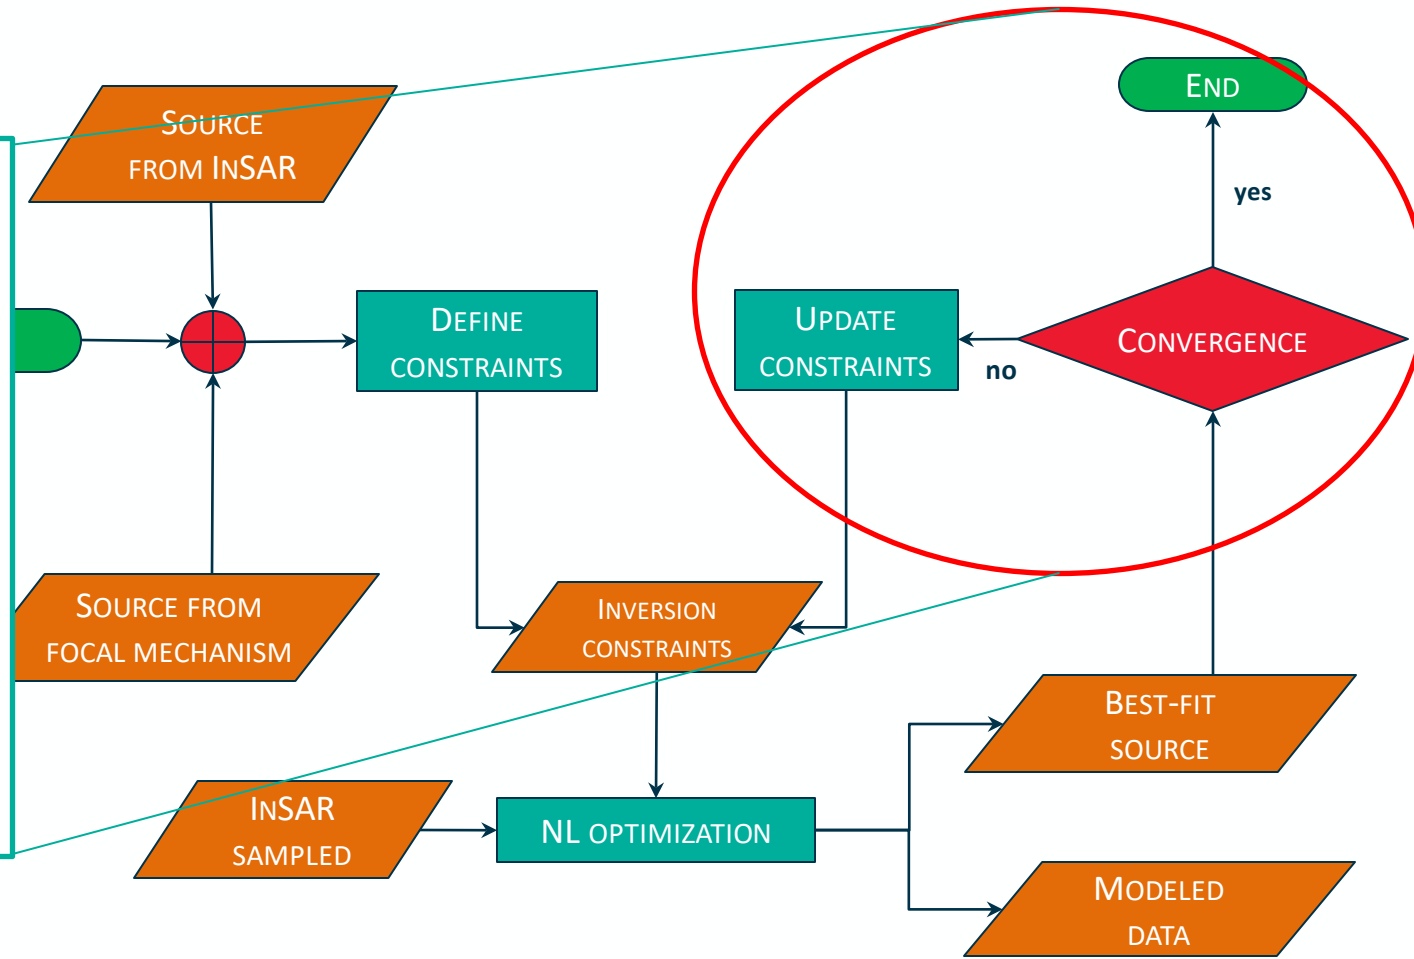 END
SOURCE
FROM INSAR
yes
DEFINE
CONSTRAINTS
UPDATE
CONSTRAINTS
CONVERGENCE
no
SOURCE FROM
FOCAL MECHANISM
INVERSION
CONSTRAINTS
BEST-FIT
SOURCE
INSAR
SAMPLED
NL OPTIMIZATION
MODELED
DATA